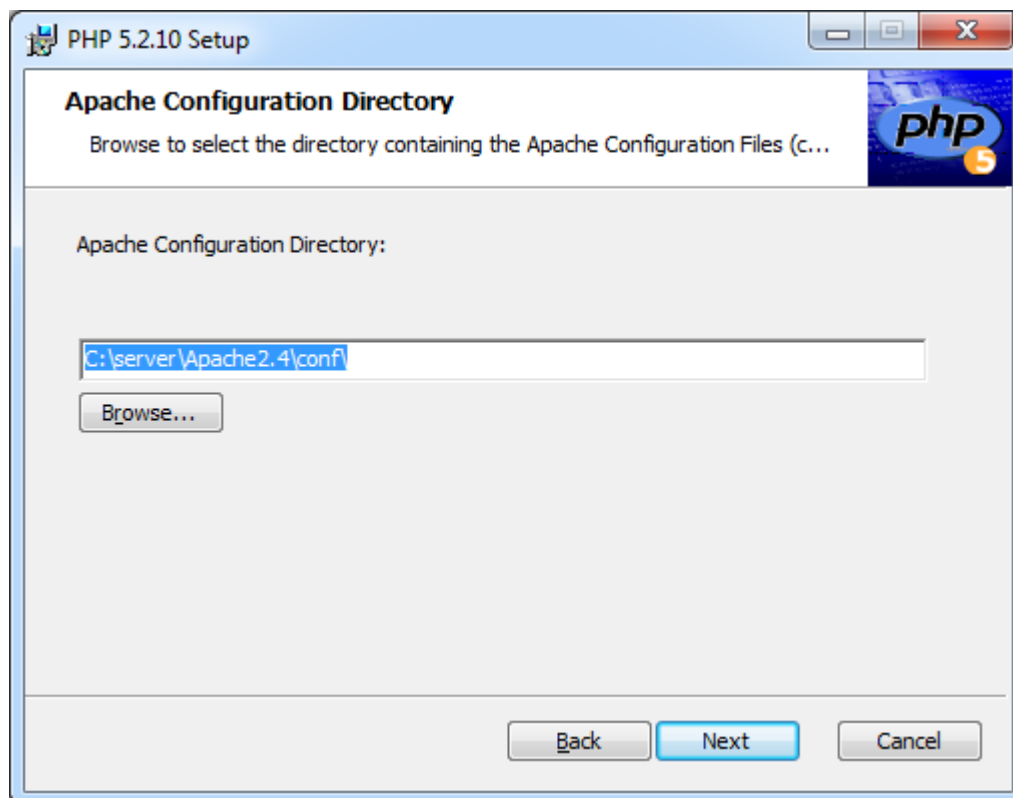 PHP 5.2.10 Setup
Apache Configuration Directory
Browse to select the directory containing the Apache Configuration Files (c...
php
5
Apache Configuration Directory:
C:\server\Apache2.4\conf\
Browse...
Back
Next
Cancel